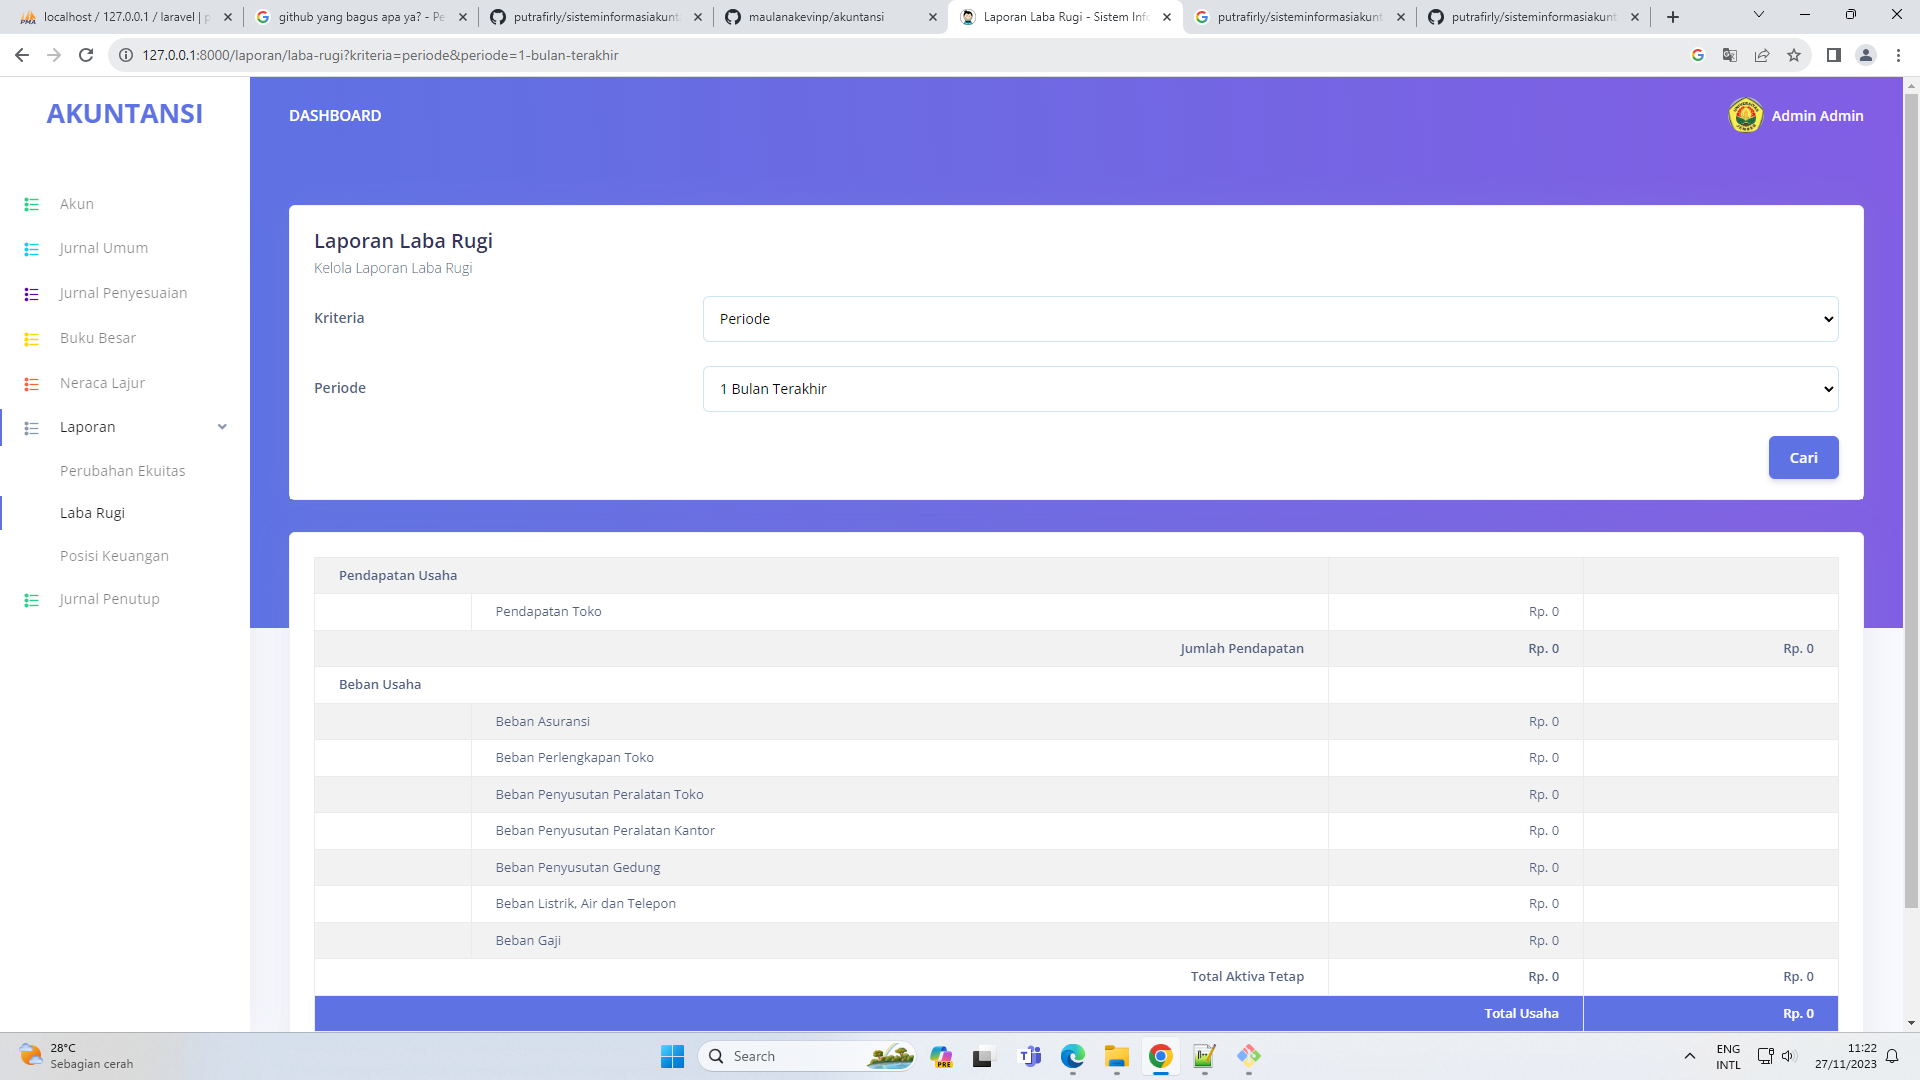 localhost / 127.0.0.1 / laravel | p
github yang bagus apa ya? - Pe
putrafirly/sisteminformasiakunt
maulanakevinp/akuntansi
Laporan Laba Rugi - Sistem Info
putrafirly/sisteminformasiakunt
putrafirly/sisteminformasiakunt
127.0.0.1:8000/laporan/laba-rugi?kriteria=periode&periode=1-bulan-terakhir
AKUNTANSI
Akun
Jurnal Umum
Jurnal Penyesuaian
Buku Besar
Neraca Lajur
Laporan
Perubahan Ekuitas
Laba Rugi
Posisi Keuangan
Jurnal Penutup
DASHBOARD
Admin Admin
Laporan Laba Rugi
Kelola Laporan Laba Rugi
Kriteria
Periode
Periode
1 Bulan Terakhir
Cari
Pendapatan Usaha
Pendapatan Toko Rp. 0
Jumlah Pendapatan Rp. 0 Rp. 0
Beban Usaha
Beban Asuransi Rp. 0
Beban Perlengkapan Toko Rp. 0
Beban Penyusutan Peralatan Toko Rp. 0
Beban Penyusutan Peralatan Kantor Rp. 0
Beban Penyusutan Gedung Rp. 0
Beban Listrik, Air dan Telepon Rp. 0
Beban Gaji Rp. 0
Total Aktiva Tetap Rp. 0 Rp. 0
Total Usaha Rp. 0
28°C
Sebagian cerah
Search
PRE
ENG
INTL
11:22
27/11/2023